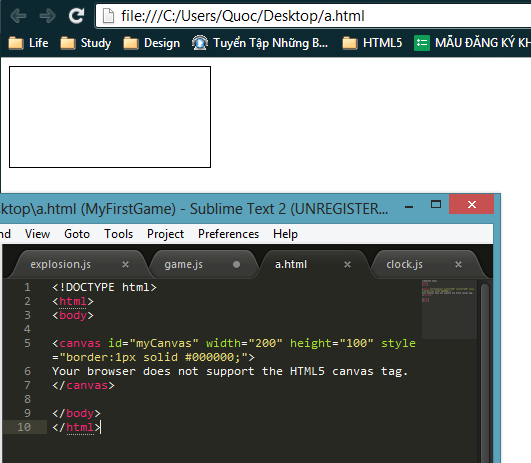 file:///C:/Users/Quoc/Desktop/a.html
Life Study Design Tuyển Tập Những B... HTML5 MẪU ĐĂNG KÝ KH
ktop\a.html (MyFirstGame) - Sublime Text 2 (UNREGISTER...
nd View Goto Tools Project Preferences Help
explosion.js game.js a.html clock.js
1 <!DOCTYPE html>
2 <html>
3 <body>
4
5 <canvas id="myCanvas" width="200" height="100" style
="border:1px solid #000000;">
6 Your browser does not support the HTML5 canvas tag.
7 </canvas>
8
9 </body>
10 </html>